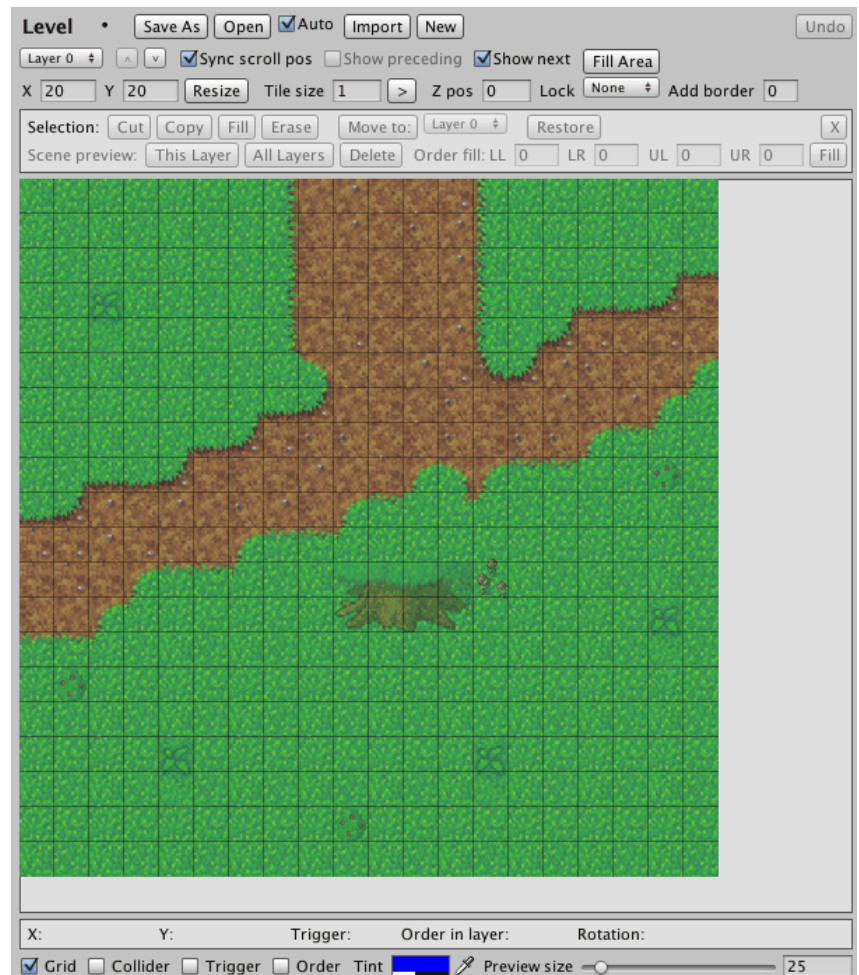 Level • Save As Open Auto Import New Undo
Layer 0 ˄ ˅ Sync scroll pos Show preceding Show next Fill Area
X 20 Y 20 Resize Tile size 1 > Z pos 0 Lock None Add border 0
Selection: Cut Copy Fill Erase Move to: Layer 0 Restore X
Scene preview: This Layer All Layers Delete Order fill: LL 0 LR 0 UL 0 UR 0 Fill
X: Y: Trigger: Order in layer: Rotation:
Grid Collider Trigger Order Tint Preview size 25